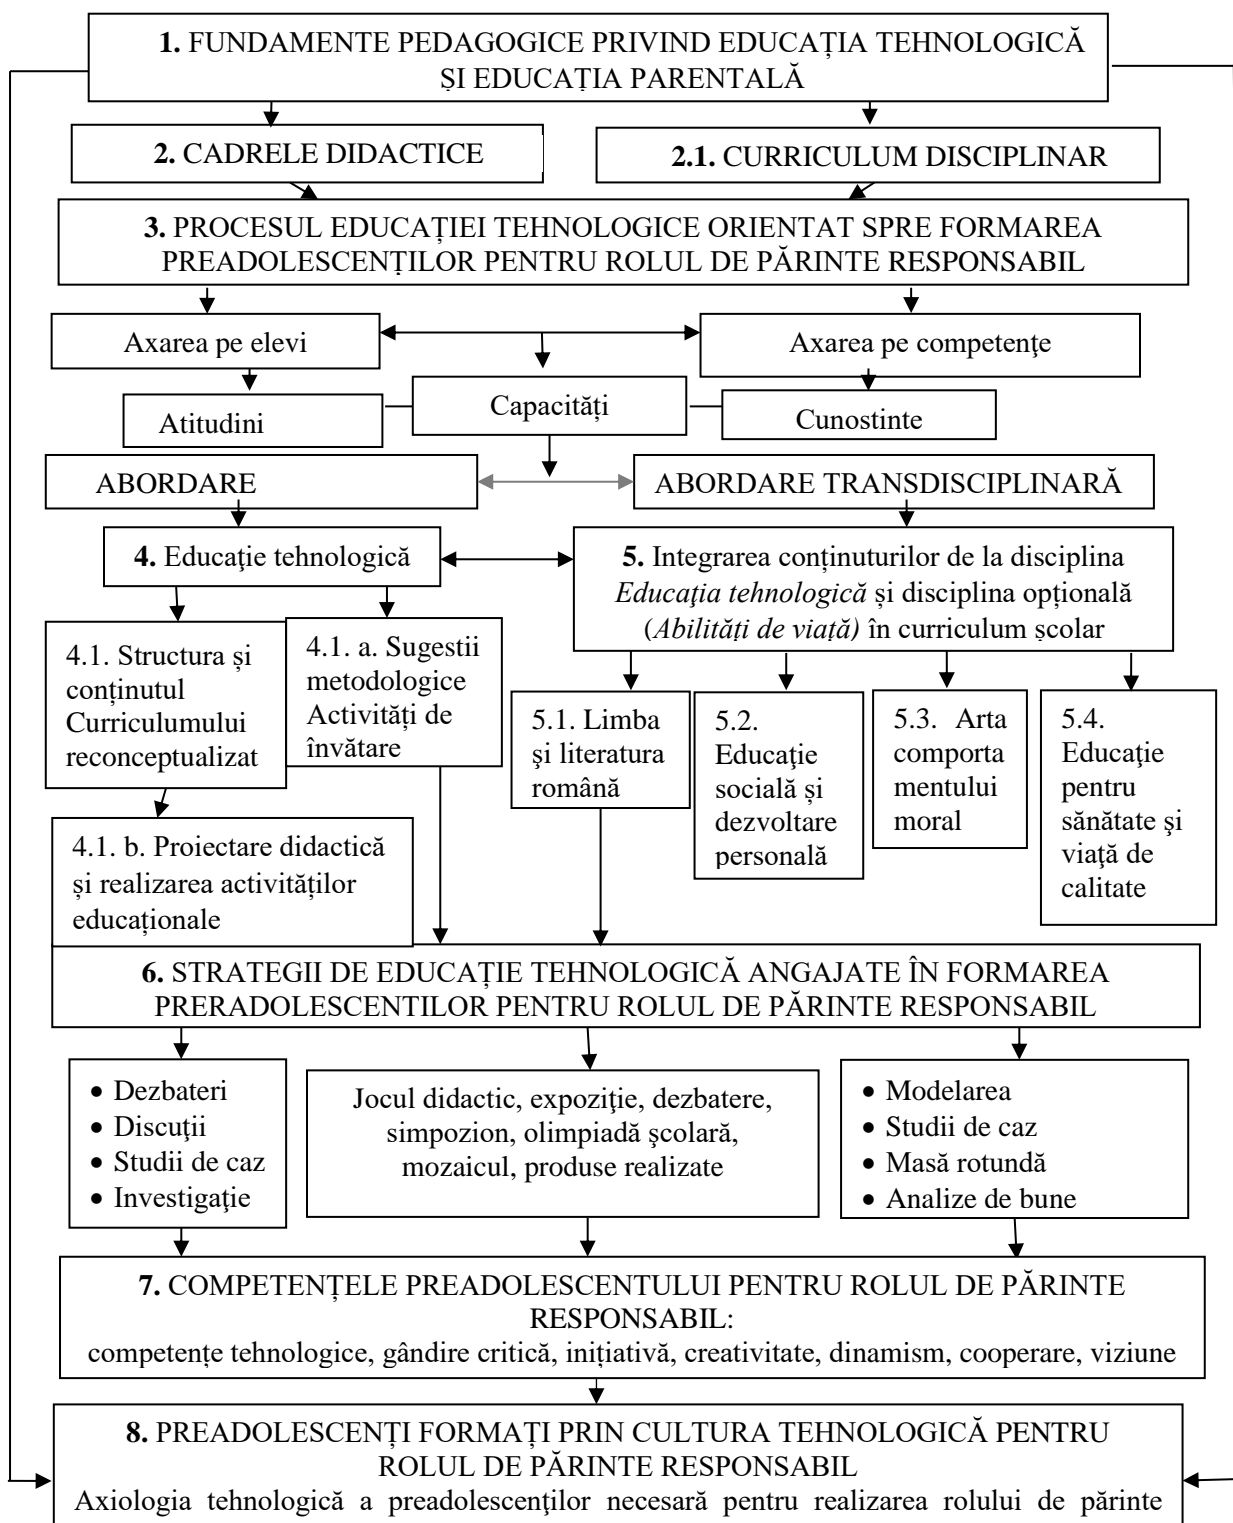 1. FUNDAMENTE PEDAGOGICE PRIVIND EDUCAȚIA TEHNOLOGICĂ
ȘI EDUCAȚIA PARENTALĂ
2. CADRELE DIDACTICE
2.1. CURRICULUM DISCIPLINAR
3. PROCESUL EDUCAȚIEI TEHNOLOGICE ORIENTAT SPRE FORMAREA
PREADOLESCENȚILOR PENTRU ROLUL DE PĂRINTE RESPONSABIL
Axarea pe elevi
Axarea pe competenţe
Atitudini
Capacități
Cunostinte
ABORDARE
ABORDARE TRANSDISCIPLINARĂ
4. Educaţie tehnologică
5. Integrarea conținuturilor de la disciplina
Educaţia tehnologică și disciplina opțională
(Abilități de viață) în curriculum școlar
4.1. Structura și
conținutul
Curriculumului
reconceptualizat
4.1. a. Sugestii
metodologice
Activități de
învătare
4.1. b. Proiectare didactică
și realizarea activităților
educaționale
5.1. Limba
şi literatura
română
5.2.
Educaţie
socială și
dezvoltare
personală
5.3. Arta
comporta
mentului
moral
5.4.
Educaţie
pentru
sănătate şi
viaţă de
calitate
6. STRATEGII DE EDUCAȚIE TEHNOLOGICĂ ANGAJATE ÎN FORMAREA
PRERADOLESCENTILOR PENTRU ROLUL DE PĂRINTE RESPONSABIL
• Dezbateri
• Discuţii
• Studii de caz
• Investigaţie
Jocul didactic, expoziţie, dezbatere,
simpozion, olimpiadă şcolară,
mozaicul, produse realizate
• Modelarea
• Studii de caz
• Masă rotundă
• Analize de bune
7. COMPETENȚELE PREADOLESCENTULUI PENTRU ROLUL DE PĂRINTE
RESPONSABIL:
competențe tehnologice, gândire critică, inițiativă, creativitate, dinamism, cooperare, viziune
8. PREADOLESCENȚI FORMAȚI PRIN CULTURA TEHNOLOGICĂ PENTRU
ROLUL DE PĂRINTE RESPONSABIL
Axiologia tehnologică a preadolescenţilor necesară pentru realizarea rolului de părinte